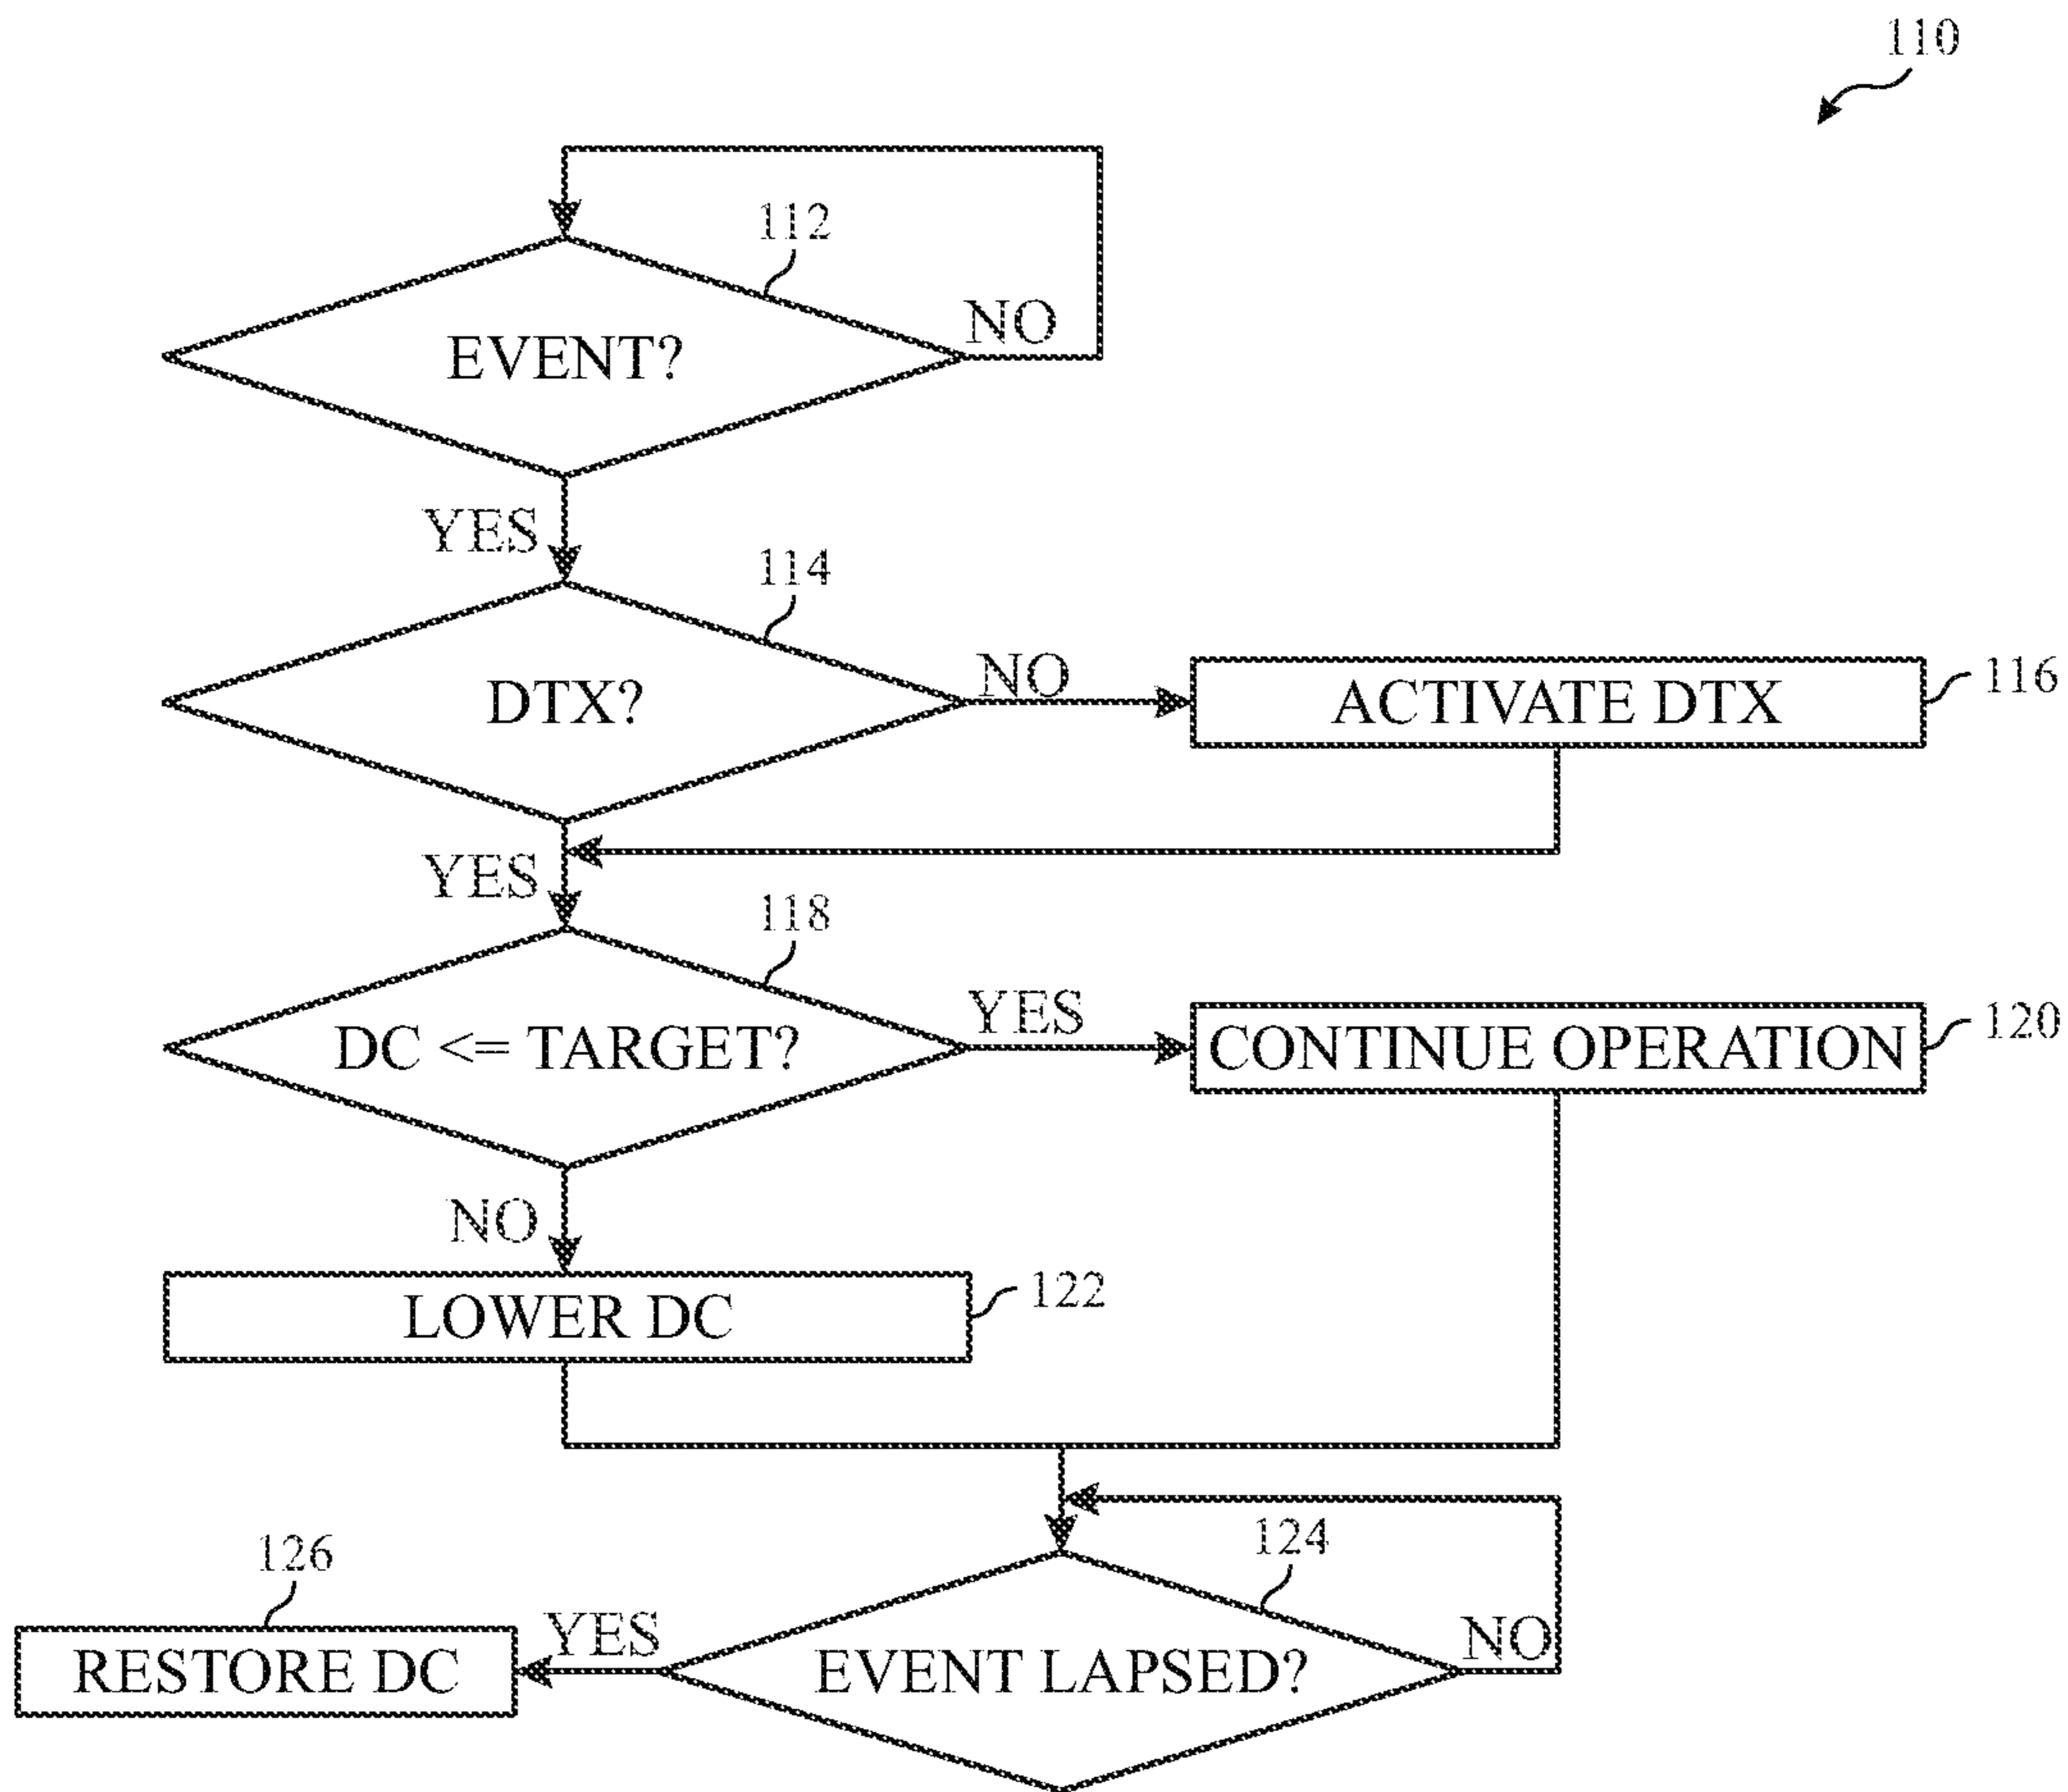 110
112
EVENT?
NO
YES
114
DTX?
NO
ACTIVATE DTX
116
YES
118
DC <= TARGET?
YES
CONTINUE OPERATION
120
NO
LOWER DC
122
124
EVENT LAPSED?
NO
YES
126
RESTORE DC